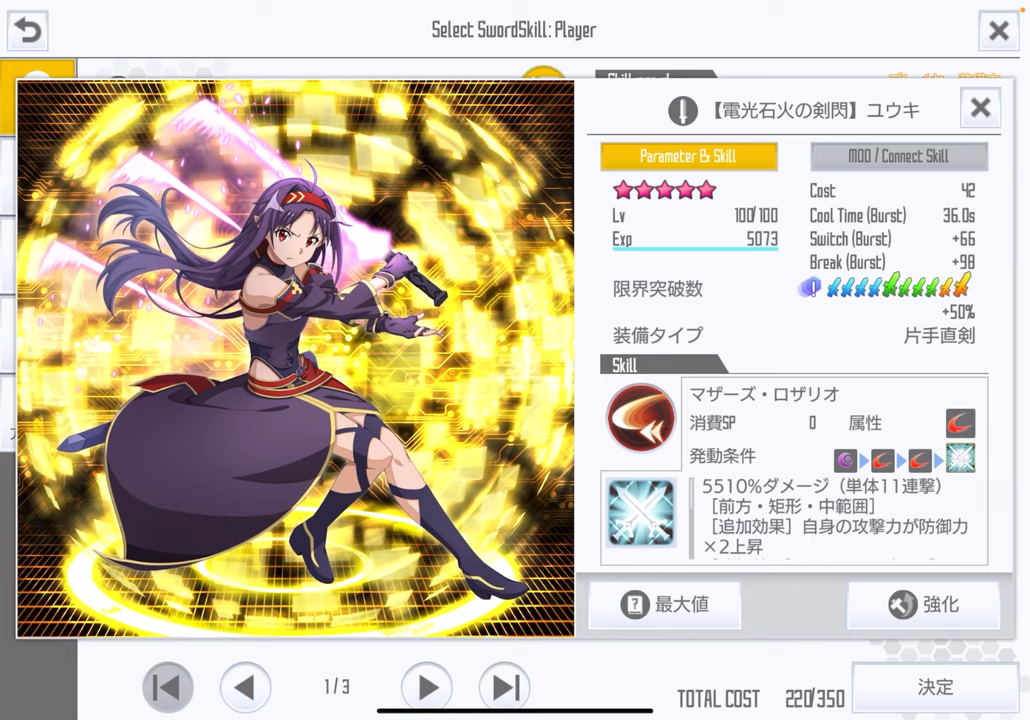 Select SwordSkill: Player
【電光石火の剣閃】ユウキ
Parameter & Skill
MOD / Connect Skill
Lv 100/100
Exp 5073
Cost 42
Cool Time (Burst) 36.0s
Switch (Burst) +66
Break (Burst) +98
限界突破数
+50%
装備タイプ 片手直剣
Skill
マザーズ・ロザリオ
消費SP 0 属性
発動条件
5510%ダメージ（単体11連撃）
［前方・矩形・中範囲］
［追加効果］自身の攻撃力が防御力
×2上昇
最大値
強化
1/3
TOTAL COST 220/350
決定